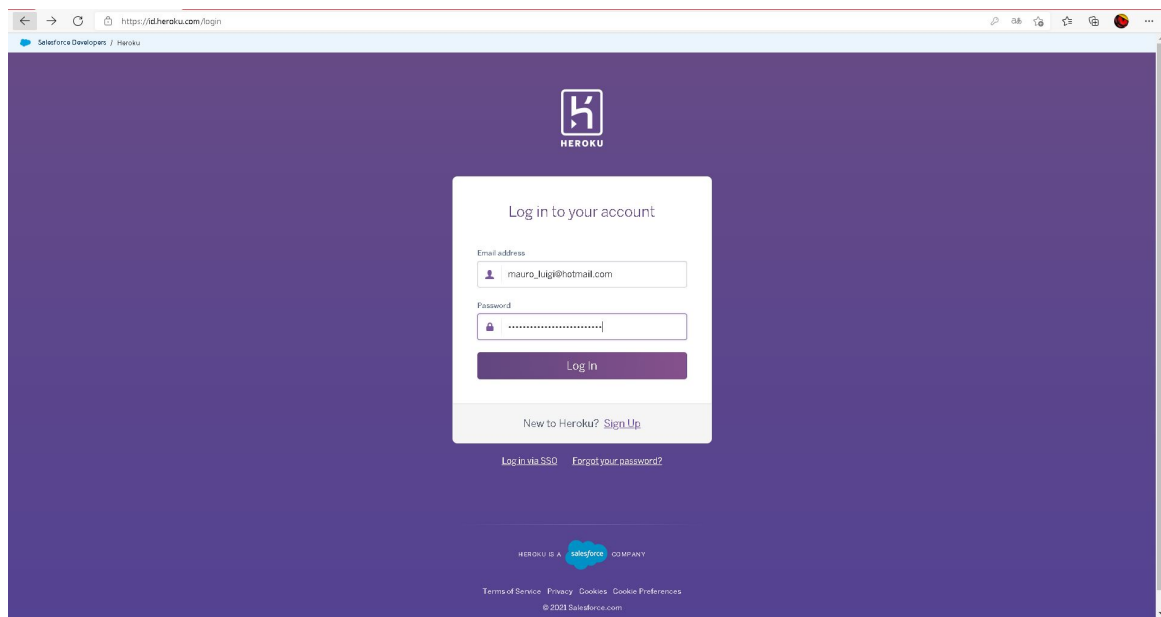 https://id.heroku.com/login
Salesforce Developers / Heroku
HEROKU
Log in to your account
Email address
mauro_luigi@hotmail.com
Password
Log In
New to Heroku? Sign Up
Log in via SSO Forgot your password?
HEROKU IS A salesforce COMPANY
Terms of Service Privacy Cookies Cookie Preferences
© 2021 Salesforce.com